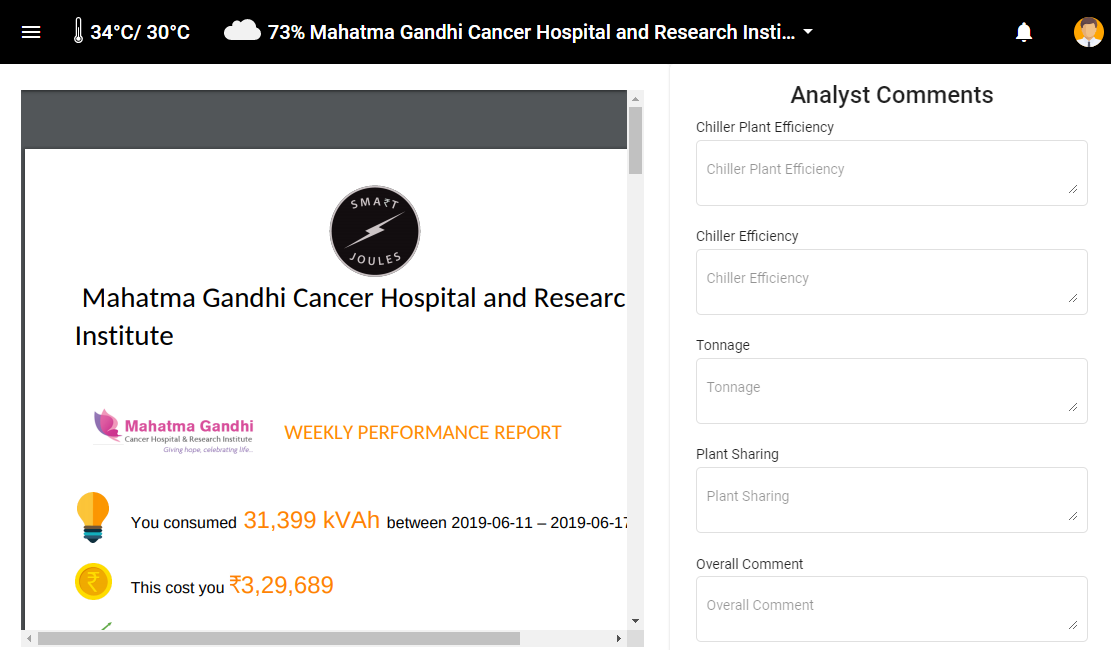 34°C/ 30°C 73% Mahatma Gandhi Cancer Hospital and Research Insti...
SMA₹T
JOULES
Mahatma Gandhi Cancer Hospital and Researc
Institute
Mahatma Gandhi
Cancer Hospital & Research Institute
Giving hope, celebrating life..
WEEKLY PERFORMANCE REPORT
You consumed 31,399 kVAh between 2019-06-11 – 2019-06-17
₹
This cost you ₹3,29,689
Analyst Comments
Chiller Plant Efficiency
Chiller Plant Efficiency
Chiller Efficiency
Chiller Efficiency
Tonnage
Tonnage
Plant Sharing
Plant Sharing
Overall Comment
Overall Comment